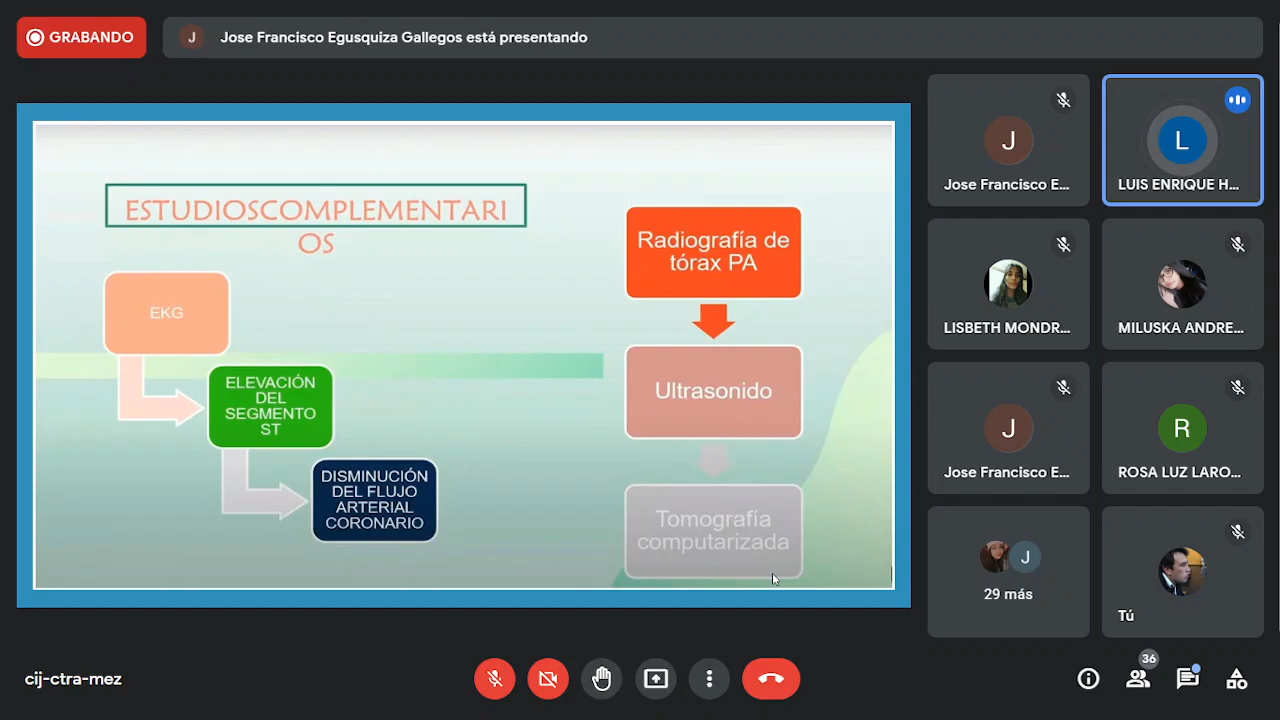 GRABANDO
J
Jose Francisco Egusquiza Gallegos está presentando
ESTUDIOSCOMPLEMENTARI
OS
EKG
ELEVACIÓN
DEL
SEGMENTO
ST
DISMINUCIÓN
DEL FLUJO
ARTERIAL
CORONARIO
Radiografía de
tórax PA
Ultrasonido
Tomografía
computarizada
J
Jose Francisco E...
L
LUIS ENRIQUE H...
LISBETH MONDR...
MILUSKA ANDRE...
J
Jose Francisco E...
R
ROSA LUZ LARO...
J
29 más
Tú
cij-ctra-mez
36